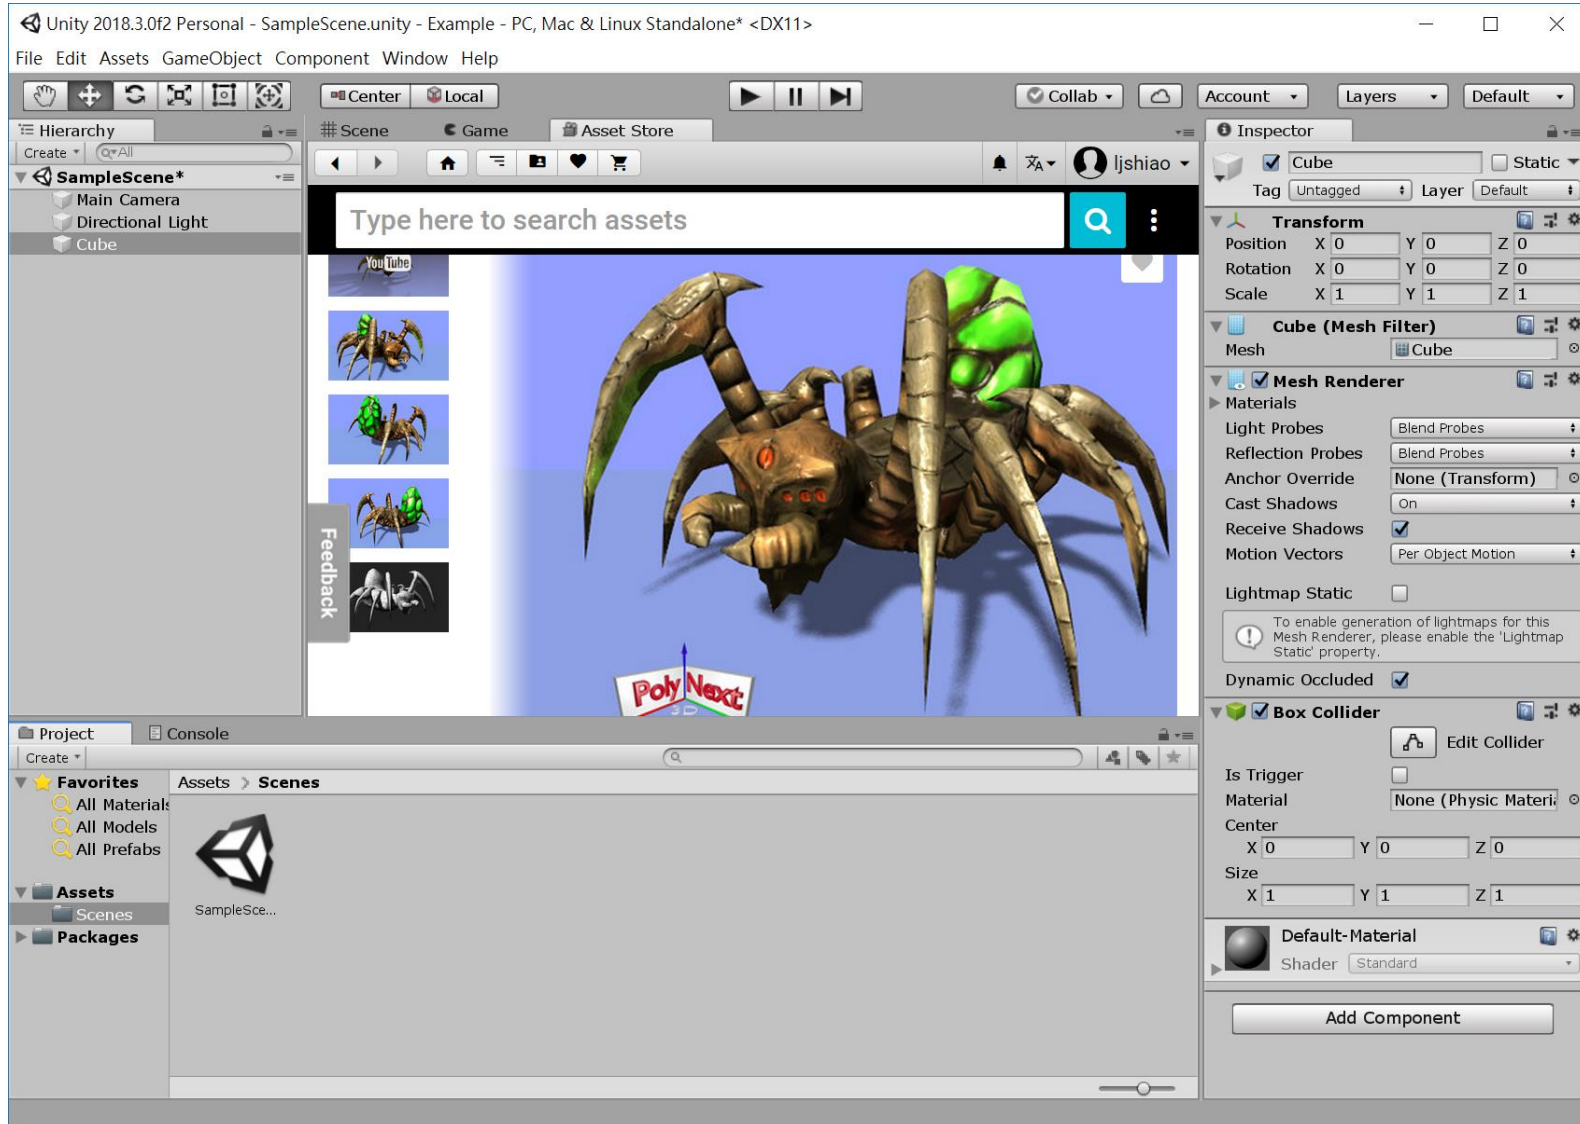 Unity 2018.3.0f2 Personal - SampleScene.unity - Example - PC, Mac & Linux Standalone* <DX11>
File Edit Assets GameObject Component Window Help
Center Local Collab Account Layers Default
Hierarchy
Create All
SampleScene*
Main Camera
Directional Light
Cube
Scene Game Asset Store
ljshiao
Type here to search assets
YouTube
Feedback
PolyNext
3D
Inspector
Cube Static
Tag Untagged Layer Default
Transform
Position X 0 Y 0 Z 0
Rotation X 0 Y 0 Z 0
Scale X 1 Y 1 Z 1
Cube (Mesh Filter)
Mesh Cube
Mesh Renderer
Materials
Light Probes Blend Probes
Reflection Probes Blend Probes
Anchor Override None (Transform)
Cast Shadows On
Receive Shadows
Motion Vectors Per Object Motion
Lightmap Static
To enable generation of lightmaps for this
Mesh Renderer, please enable the 'Lightmap
Static' property.
Dynamic Occluded
Box Collider
Edit Collider
Is Trigger
Material None (Physic Materi
Center
X 0 Y 0 Z 0
Size
X 1 Y 1 Z 1
Default-Material
Shader Standard
Add Component
Project Console
Create
Favorites
All Materials
All Models
All Prefabs
Assets
Scenes
Packages
Assets > Scenes
SampleSce...